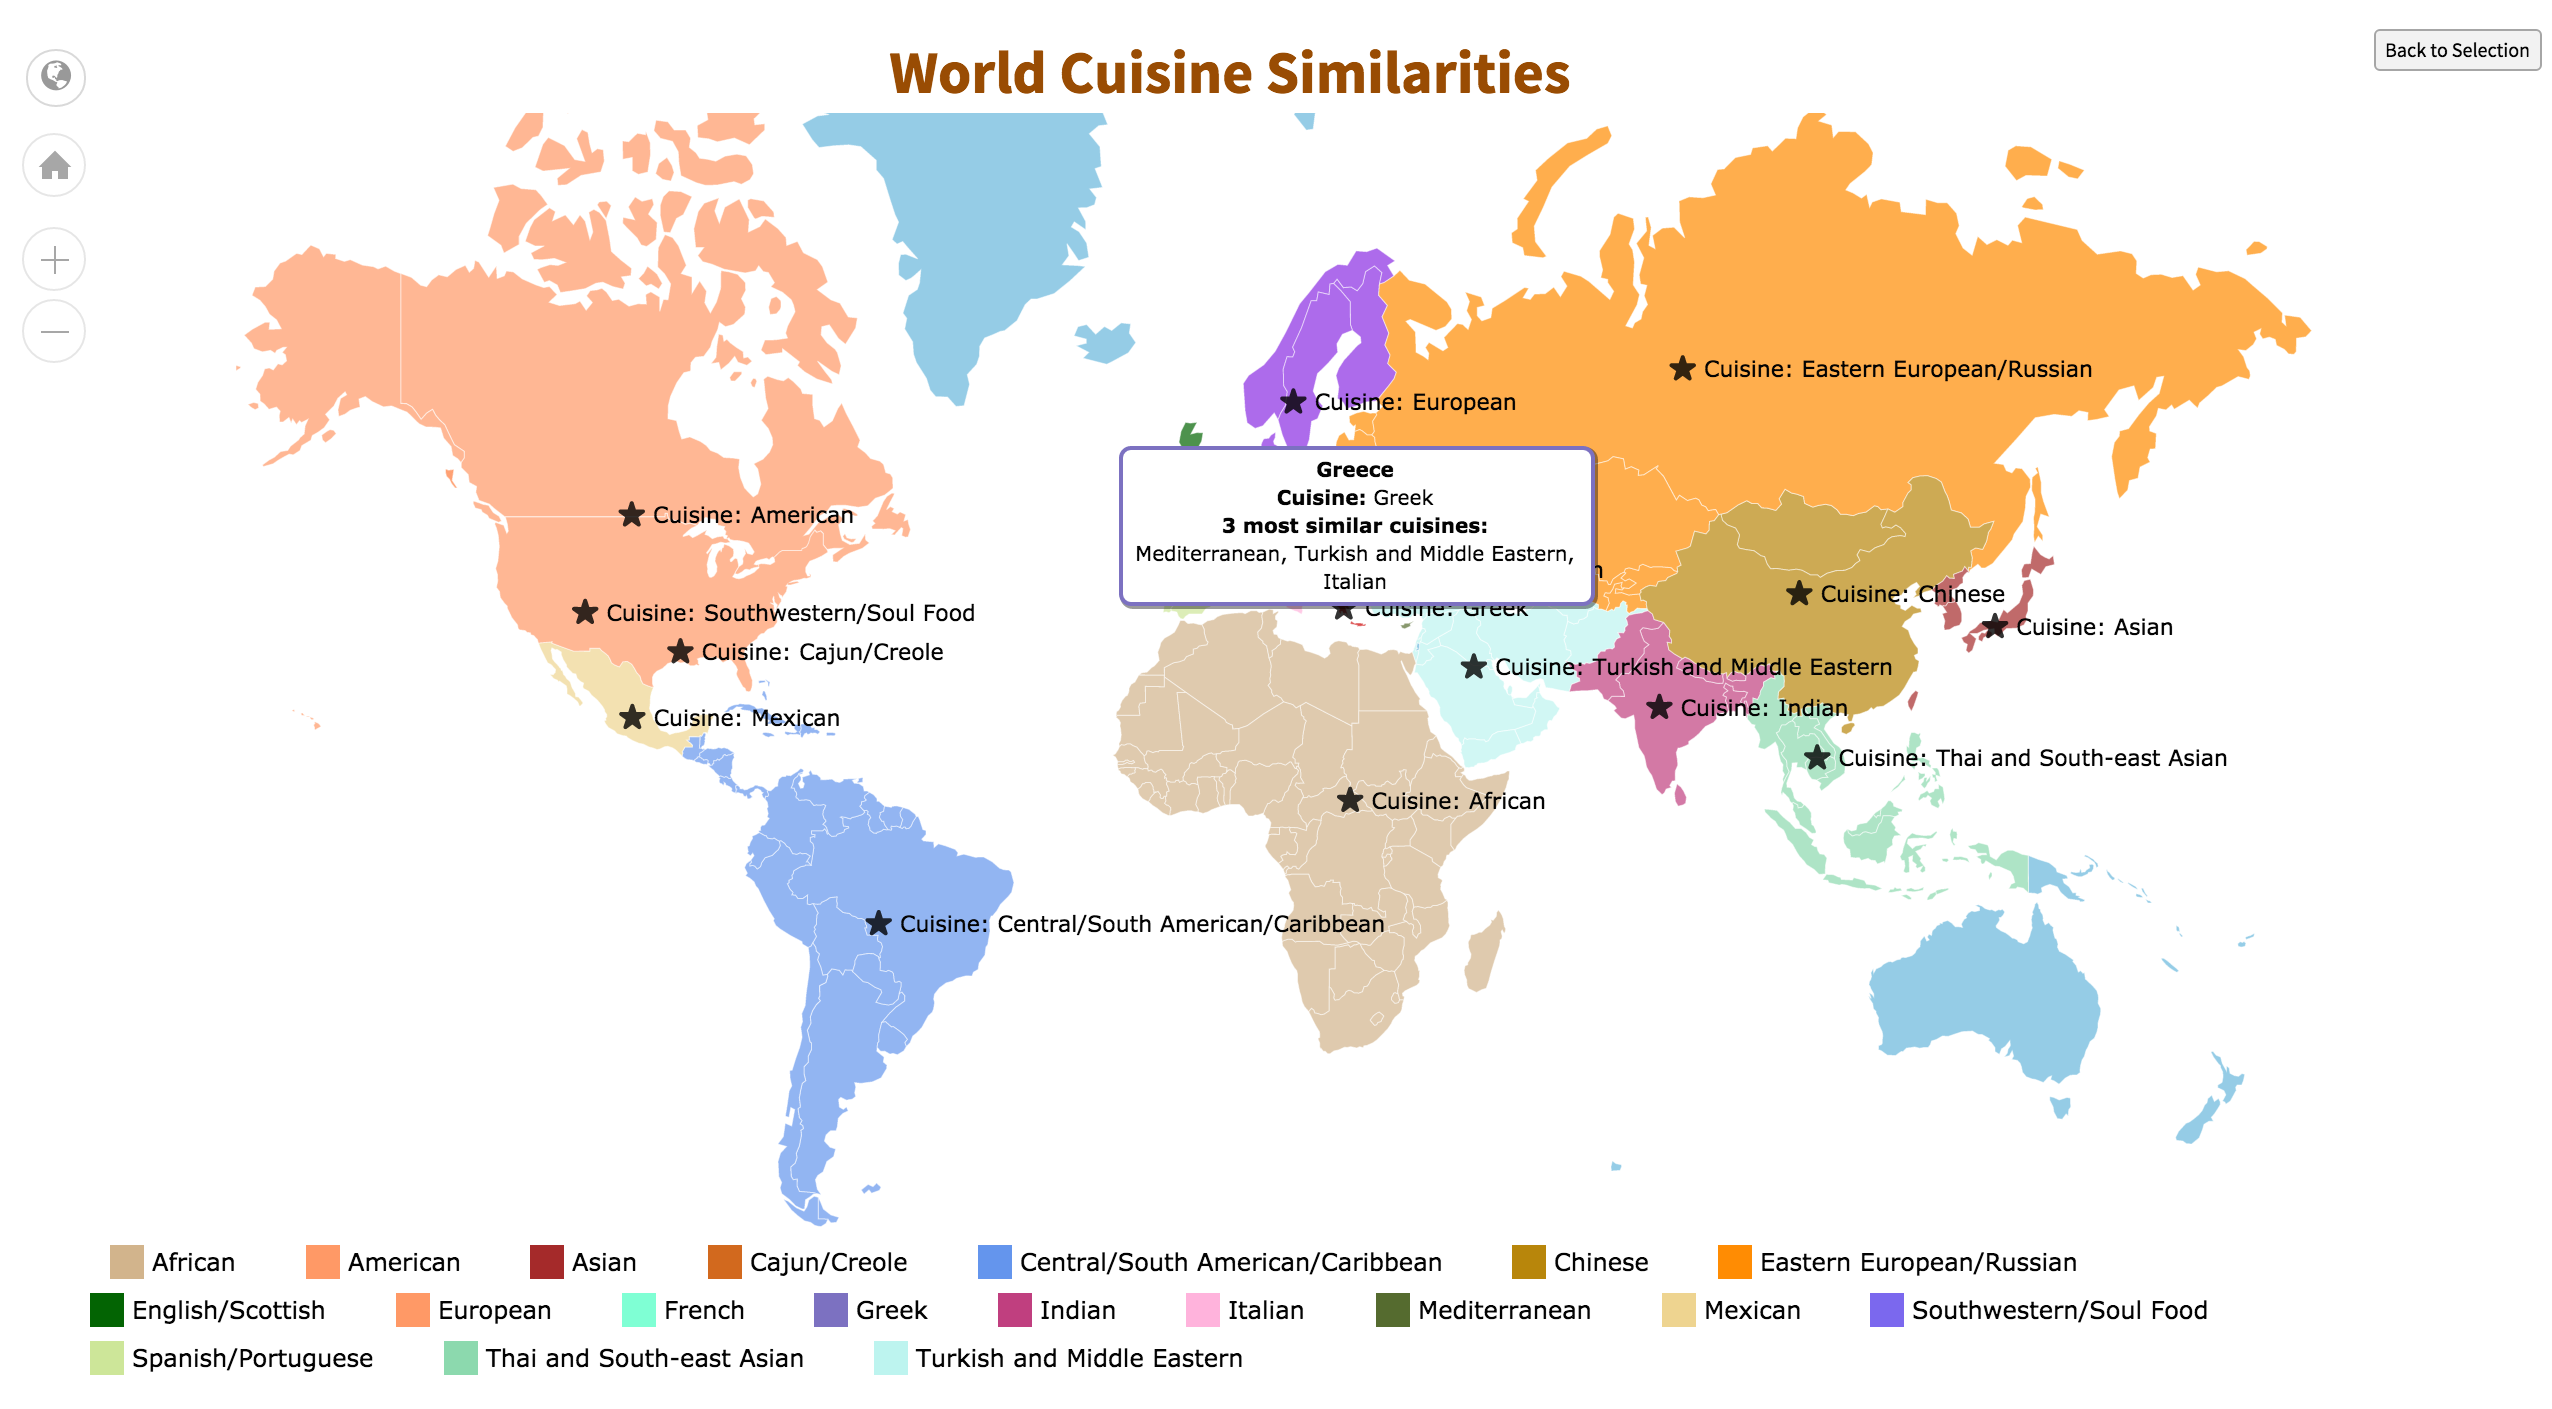 World Cuisine Similarities
Back to Selection
Cuisine: Eastern European/Russian
Cuisine: European
Greece
Cuisine: Greek
3 most similar cuisines:
Mediterranean, Turkish and Middle Eastern,
Italian
Cuisine: American
Cuisine: Chinese
Cuisine: Greek
Cuisine: Southwestern/Soul Food
Cuisine: Asian
Cuisine: Cajun/Creole
Cuisine: Turkish and Middle Eastern
Cuisine: Indian
Cuisine: Mexican
Cuisine: Thai and South-east Asian
Cuisine: African
Cuisine: Central/South American/Caribbean
African American Asian Cajun/Creole Central/South American/Caribbean Chinese Eastern European/Russian
English/Scottish European French Greek Indian Italian Mediterranean Mexican Southwestern/Soul Food
Spanish/Portuguese Thai and South-east Asian Turkish and Middle Eastern